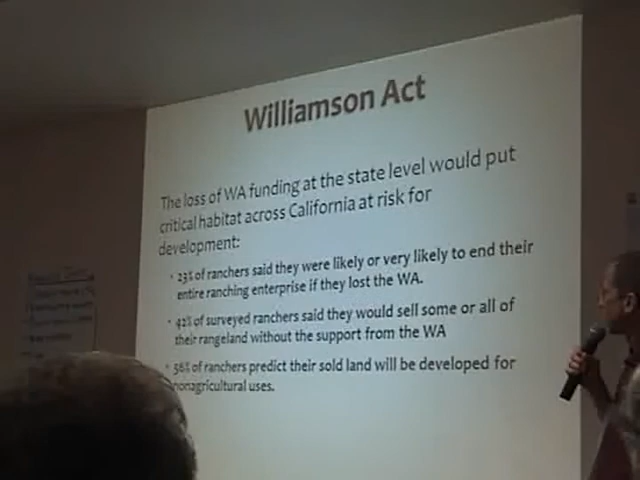 Williamson Act
The loss of WA funding at the state level would put
critical habitat across California at risk for
development:
• 23% of ranchers said they were likely or very likely to end their
entire ranching enterprise if they lost the WA.
• 42% of surveyed ranchers said they would sell some or all of
their rangeland without the support from the WA
• 56% of ranchers predict their sold land will be developed for
nonagricultural uses.